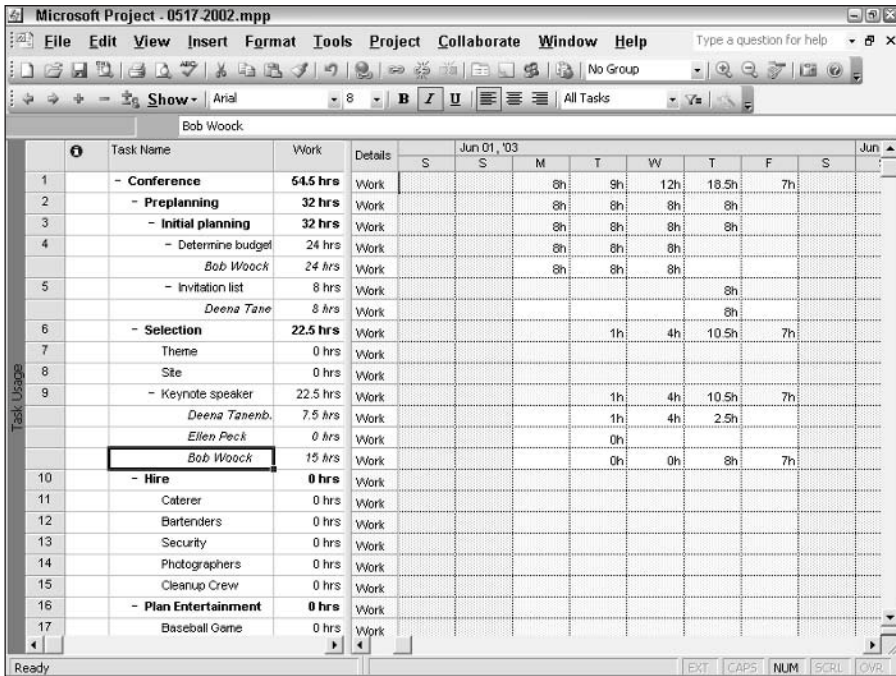 Microsoft Project - 0517-2002.mpp
File Edit View Insert Format Tools Project Collaborate Window Help Type a question for help
No Group
Show Arial 8 B I U All Tasks
Bob Woock
Task Name Work Details Jun 01, '03 Jun
S S M T W T F S
1 - Conference 54.5 hrs Work 8h 9h 12h 18.5h 7h
2 - Preplanning 32 hrs Work 8h 8h 8h 8h
3 - Initial planning 32 hrs Work 8h 8h 8h 8h
4 - Determine budget 24 hrs Work 8h 8h 8h
Bob Woock 24 hrs Work 8h 8h 8h
5 - Invitation list 8 hrs Work 8h
Deena Tane 8 hrs Work 8h
6 - Selection 22.5 hrs Work 1h 4h 10.5h 7h
7 Theme 0 hrs Work
8 Site 0 hrs Work
9 - Keynote speaker 22.5 hrs Work 1h 4h 10.5h 7h
Deena Tanenb. 7.5 hrs Work 1h 4h 2.5h
Ellen Peck 0 hrs Work 0h
Bob Woock 15 hrs Work 0h 0h 8h 7h
10 - Hire 0 hrs Work
11 Caterer 0 hrs Work
12 Bartenders 0 hrs Work
13 Security 0 hrs Work
14 Photographers 0 hrs Work
15 Cleanup Crew 0 hrs Work
16 - Plan Entertainment 0 hrs Work
17 Baseball Game 0 hrs Work
Task Usage
Ready EXT CAPS NUM SCRL OVR